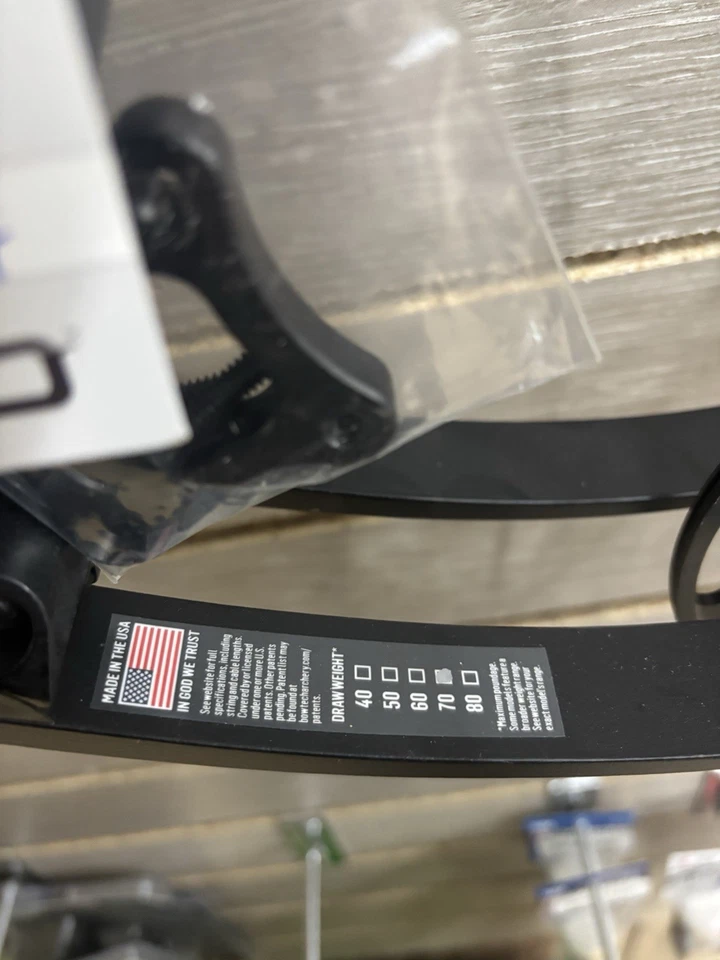 MADE IN THE USA
IN GOD WE TRUST
See website for full
specifications, including
string and cable lengths.
Covered by or licensed
under one or more U.S.
patents. Other patents
pending. Patent list may
be found at
bowtecharchery.com/
patents.
DRAW WEIGHT*
40
50
60
70
80
*Maximum poundage.
Some models feature a
broader weight range.
See website for your
exact model's range.